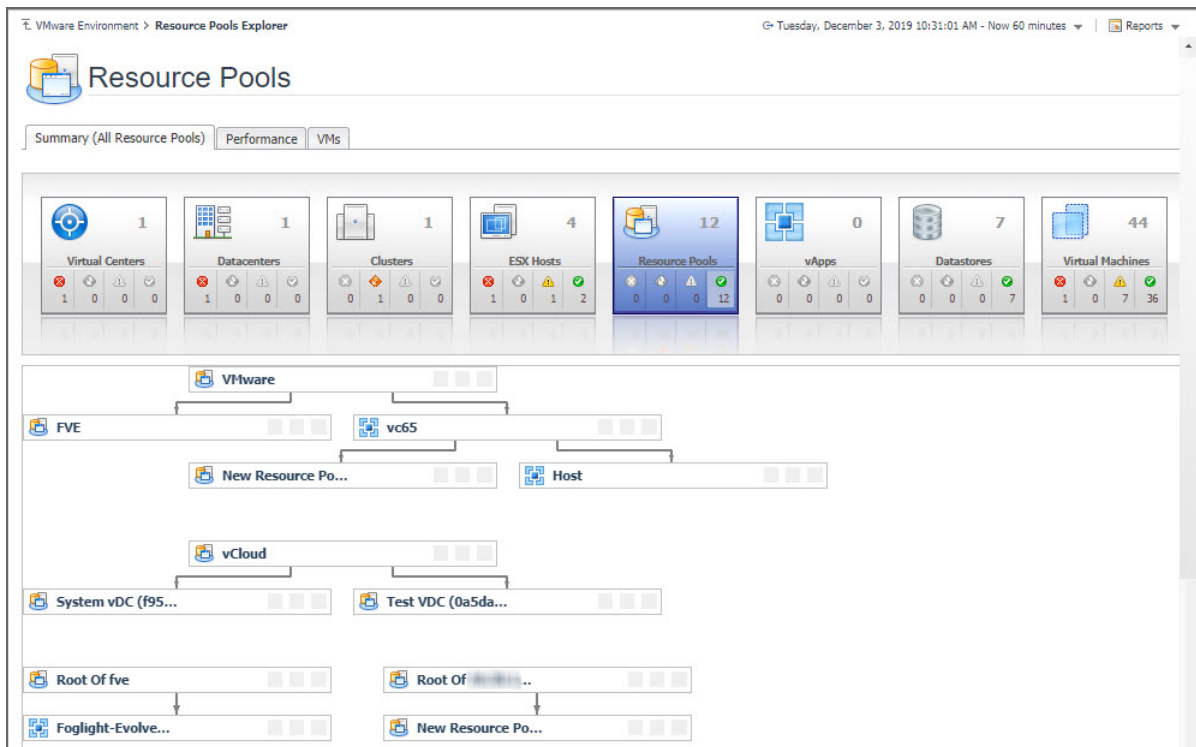 VMware Environment > Resource Pools Explorer
Tuesday, December 3, 2019 10:31:01 AM - Now 60 minutes
Reports
Resource Pools
Summary (All Resource Pools)
Performance
VMs
1 1 1 4 12 0 7 44
Virtual Centers Datacenters Clusters ESX Hosts Resource Pools vApps Datastores Virtual Machines
1 0 0 0 1 0 0 0 0 1 0 0 1 0 1 2 0 0 0 12 0 0 0 0 0 0 0 7 1 0 7 36
VMware
FVE vc65
New Resource Po... Host
vCloud
System vDC (f95... Test VDC (0a5da...
Root Of fve Root Of ...
Foglight-Evolve... New Resource Po...